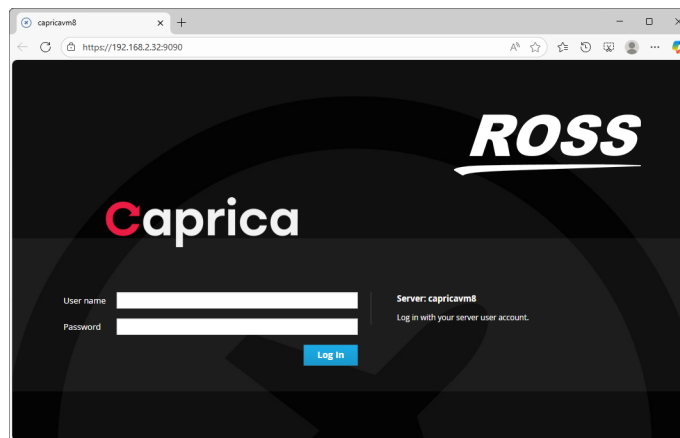 capricavm8
https://192.168.2.32:9090
ROSS
Caprica
User name
Password
Log In
Server: capricavm8
Log in with your server user account.